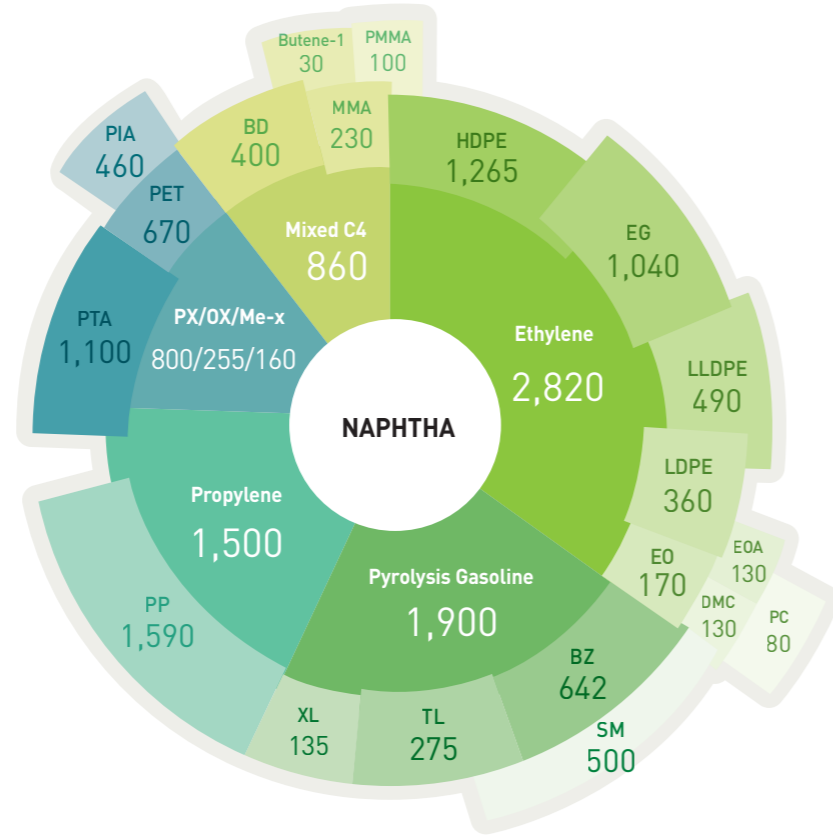 NAPHTHA
Ethylene
2,820
HDPE
1,265
EG
1,040
LLDPE
490
LDPE
360
EO
170
EOA
130
DMC
130
PC
80
Pyrolysis Gasoline
1,900
BZ
642
SM
500
TL
275
XL
135
Propylene
1,500
PP
1,590
PX/OX/Me-x
800/255/160
PTA
1,100
PET
670
PIA
460
Mixed C4
860
BD
400
MMA
230
Butene-1
30
PMMA
100